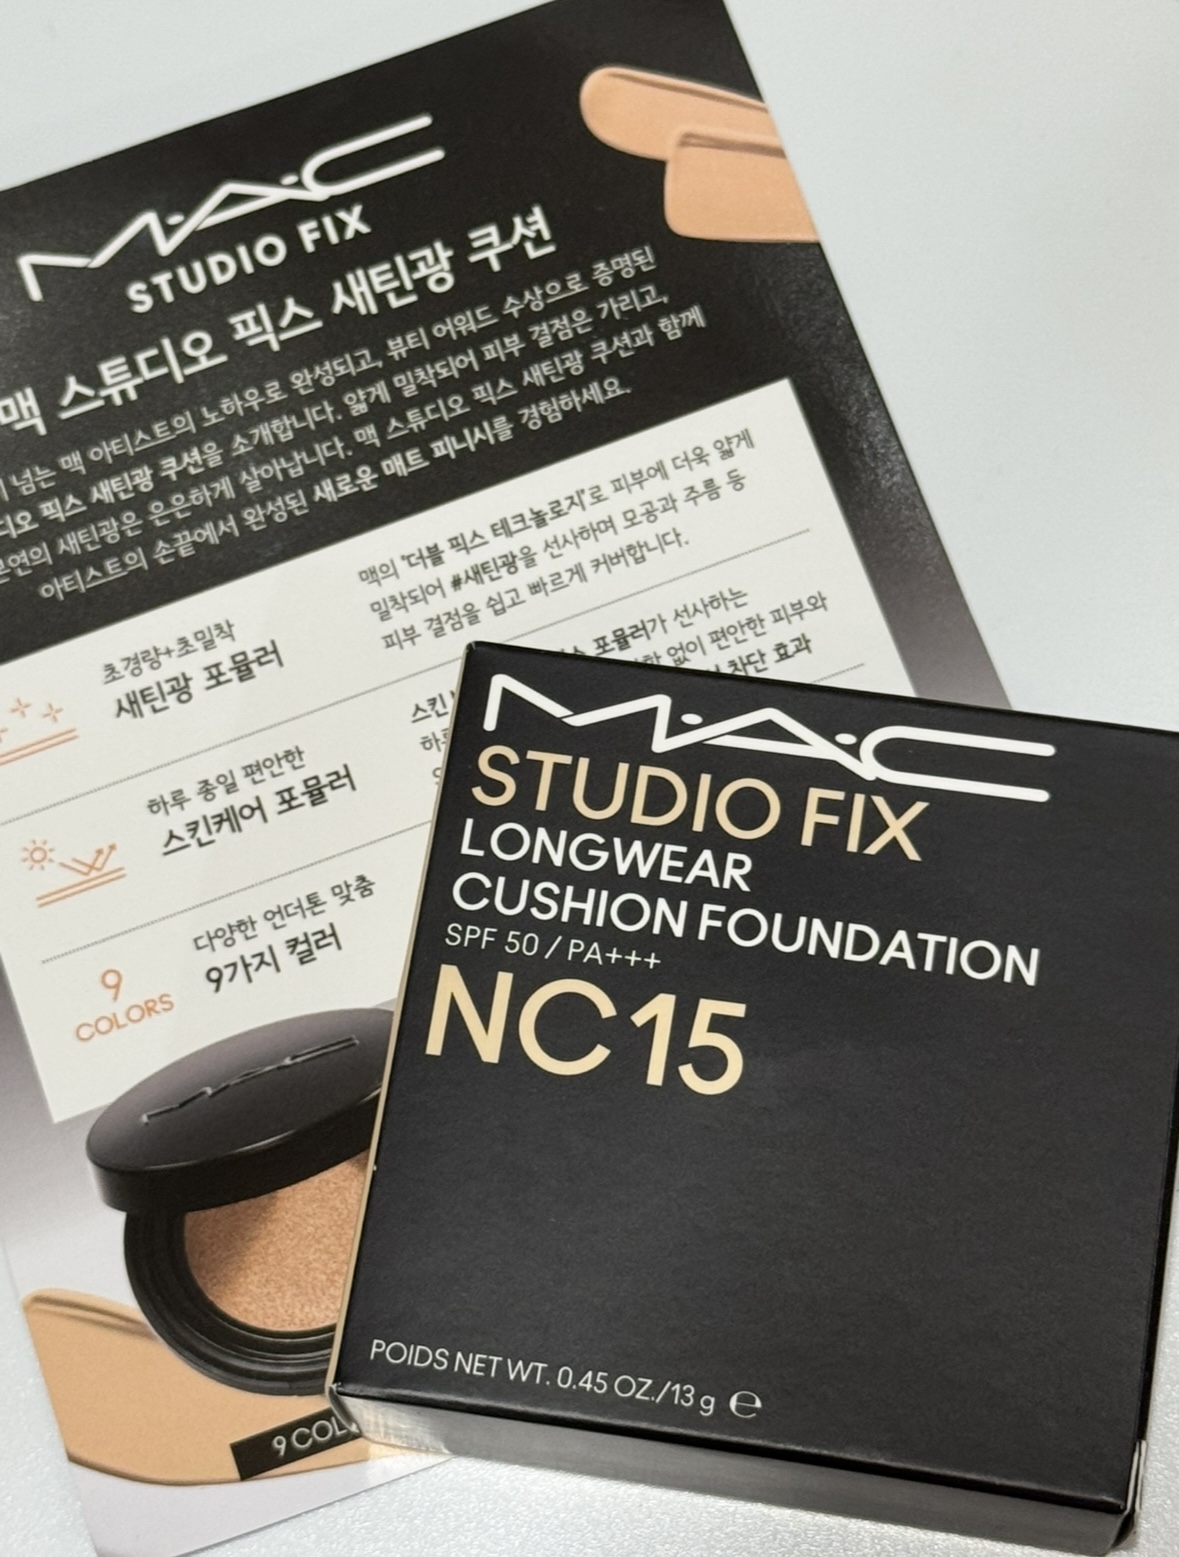 MAC
STUDIO FIX
맥 스튜디오 픽스 새틴광 쿠션
넘는 맥 아티스트의 노하우로 완성되고, 뷰티 어워드 수상으로 증명된
픽스 새틴광 쿠션을 소개합니다. 얇게 밀착되어 피부 결점은 가리고,
새틴광은 은은하게 살아납니다. 맥 스튜디오 픽스 새틴광 쿠션과 함께
아티스트의 손끝에서 완성된 새로운 매트 피니시를 경험하세요.
초경량+초밀착
새틴광 포뮬러
맥의 '더블 픽스 테크놀로지'로 피부에 더욱 얇게
밀착되어 #새틴광을 선사하며 모공과 주름 등
피부 결점을 쉽고 빠르게 커버합니다.
하루 종일 편안한
스킨케어 포뮬러
스킨
포뮬러가 선사하는
없이 편안한 피부와
차단 효과
9
COLORS
다양한 언더톤 맞춤
9가지 컬러
MAC
9
MAC
STUDIO FIX
LONGWEAR
CUSHION FOUNDATION
SPF 50 / PA+++
NC15
POIDS NET WT. 0.45 OZ./13 g ℮